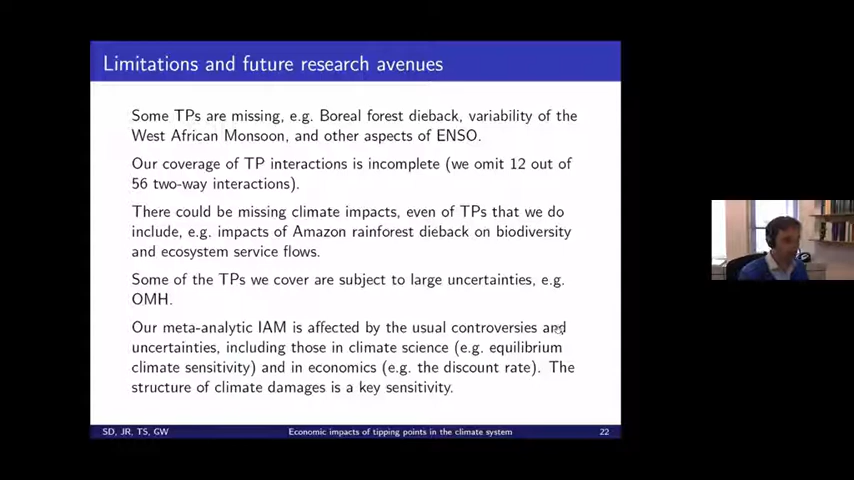 Limitations and future research avenues
Some TPs are missing, e.g. Boreal forest dieback, variability of the
West African Monsoon, and other aspects of ENSO.
Our coverage of TP interactions is incomplete (we omit 12 out of
56 two-way interactions).
There could be missing climate impacts, even of TPs that we do
include, e.g. impacts of Amazon rainforest dieback on biodiversity
and ecosystem service flows.
Some of the TPs we cover are subject to large uncertainties, e.g.
OMH.
Our meta-analytic IAM is affected by the usual controversies and
uncertainties, including those in climate science (e.g. equilibrium
climate sensitivity) and in economics (e.g. the discount rate). The
structure of climate damages is a key sensitivity.
SD, JR, TS, GW
Economic impacts of tipping points in the climate system
22